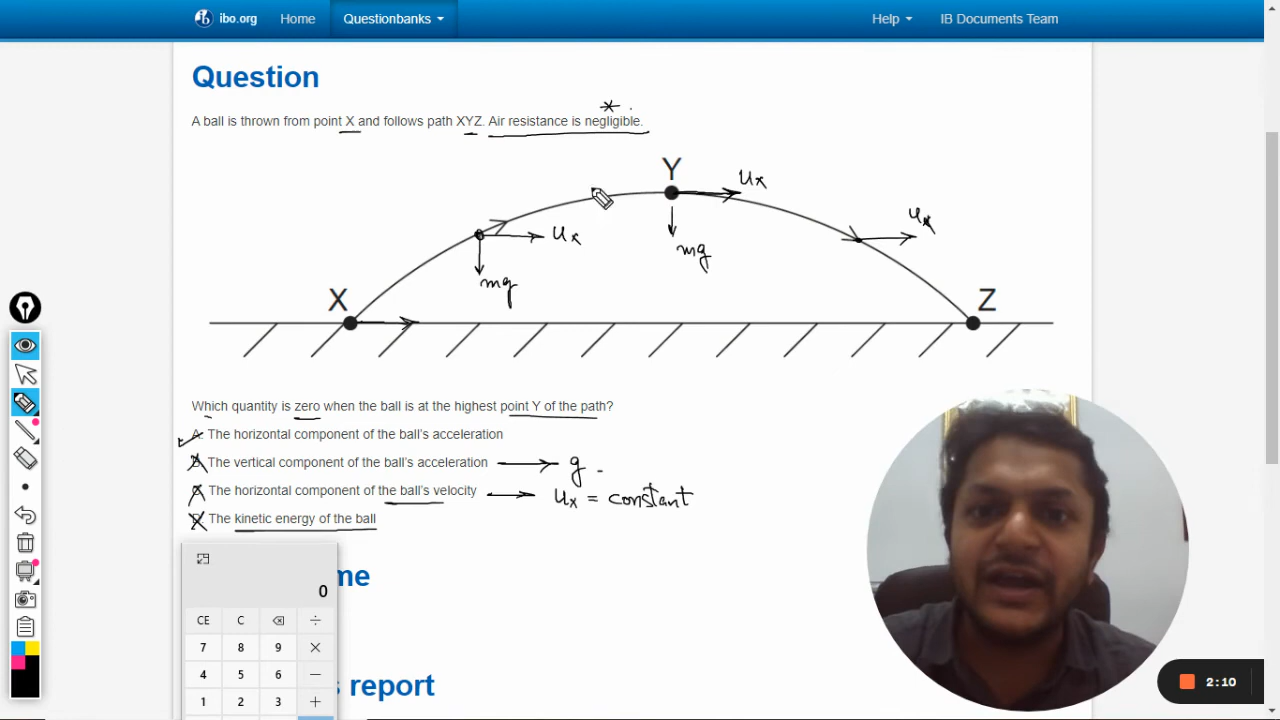 ibo.org Home Questionbanks Help IB Documents Team
Question
A ball is thrown from point X and follows path XYZ. Air resistance is negligible.
*
Y
ux
ux
ux
mg
mg
X
Z
Which quantity is zero when the ball is at the highest point Y of the path?
A. The horizontal component of the ball's acceleration
The vertical component of the ball's acceleration → g
The horizontal component of the ball's velocity → ux = constant
D. The kinetic energy of the ball
me
0
CE C ÷
7 8 9 ×
4 5 6 −
1 2 3 +
report
2:10